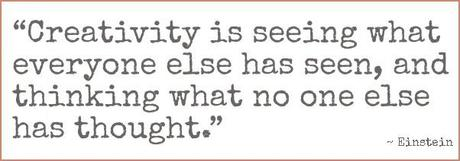 “Creativity is seeing what
everyone else has seen, and
thinking what no one else
has thought.”
~ Einstein